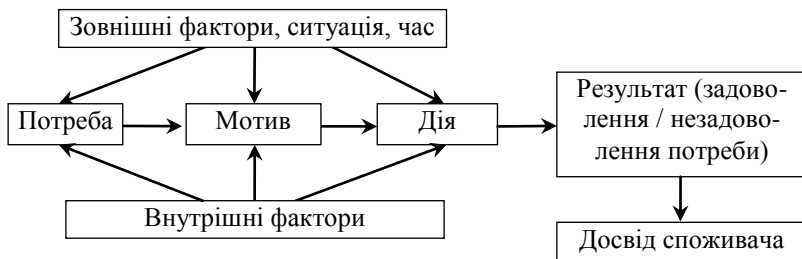 Зовнішні фактори, ситуація, час
Потреба
Мотив
Дія
Результат (задово-
лення / незадово-
лення потреби)
Внутрішні фактори
Досвід споживача